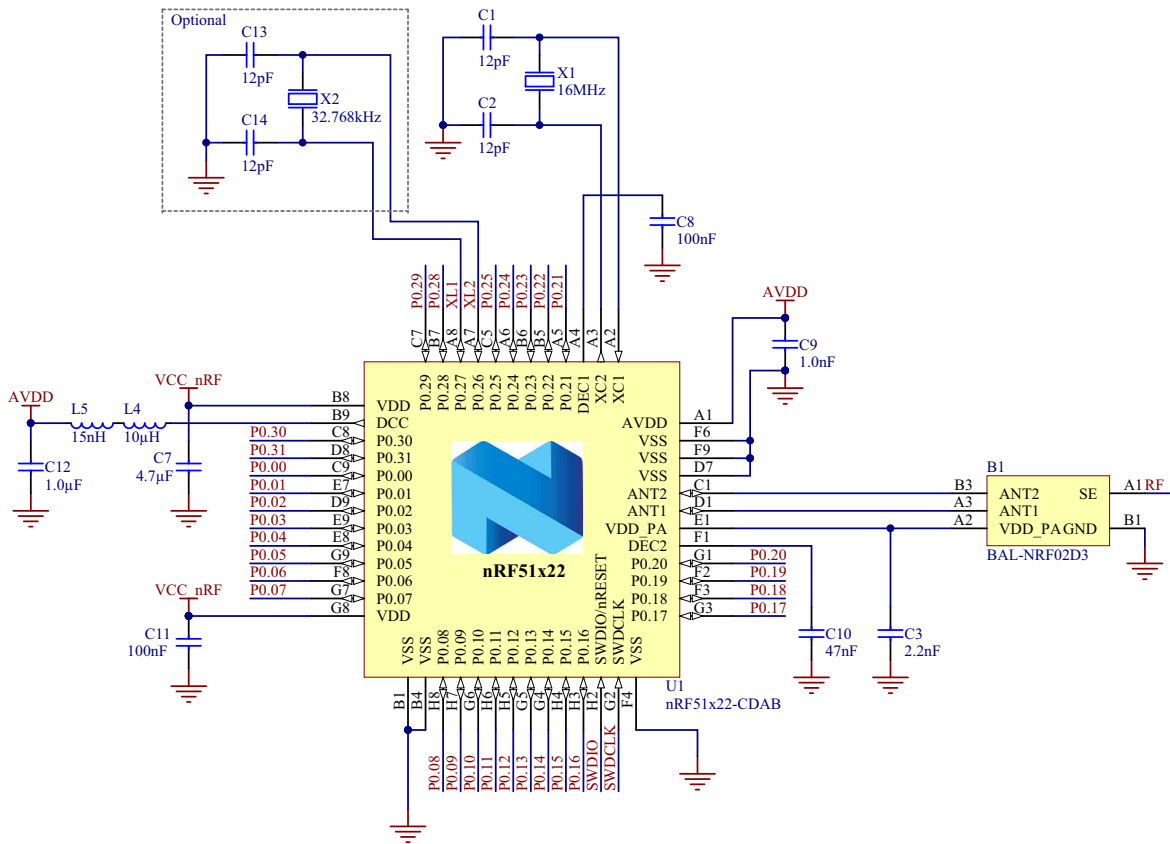 Optional
C13
12pF
X2
32.768kHz
C14
12pF
C1
12pF
X1
16MHz
C2
12pF
C8
100nF
P0.29
P0.28
XL1
XL2
P0.25
P0.24
P0.23
P0.22
P0.21
C7
B7
A8
A7
C5
A6
B6
B5
A5
A4
A3
A2
P0.29
P0.28
P0.27
P0.26
P0.25
P0.24
P0.23
P0.22
P0.21
DEC1
XC2
XC1
AVDD
C9
1.0nF
AVDD
L5
15nH
L4
10µH
VCC_nRF
C12
1.0µF
C7
4.7µF
VCC_nRF
C11
100nF
B8 VDD
B9 DCC
P0.30 C8 P0.30
P0.31 D8 P0.31
P0.00 C9 P0.00
P0.01 E7 P0.01
P0.02 D9 P0.02
P0.03 E9 P0.03
P0.04 E8 P0.04
P0.05 G9 P0.05
P0.06 F8 P0.06
P0.07 G7 P0.07
G8 VDD
nRF51x22
AVDD A1
VSS F6
VSS F9
VSS D7
ANT2 C1
ANT1 D1
VDD_PA E1
DEC2 F1
P0.20 G1 P0.20
P0.19 F2 P0.19
P0.18 F3 P0.18
P0.17 G3 P0.17
B1
B3 ANT2 SE A1 RF
A3 ANT1
A2 VDD_PA GND B1
BAL-NRF02D3
C10
47nF
C3
2.2nF
VSS
VSS
P0.08
P0.09
P0.10
P0.11
P0.12
P0.13
P0.14
P0.15
P0.16
SWDIO/nRESET
SWDCLK
VSS
U1
nRF51x22-CDAB
B1
B4
H8
H7
G6
H6
H5
G5
G4
H4
H3
H2
G2
F4
P0.08
P0.09
P0.10
P0.11
P0.12
P0.13
P0.14
P0.15
P0.16
SWDIO
SWDCLK